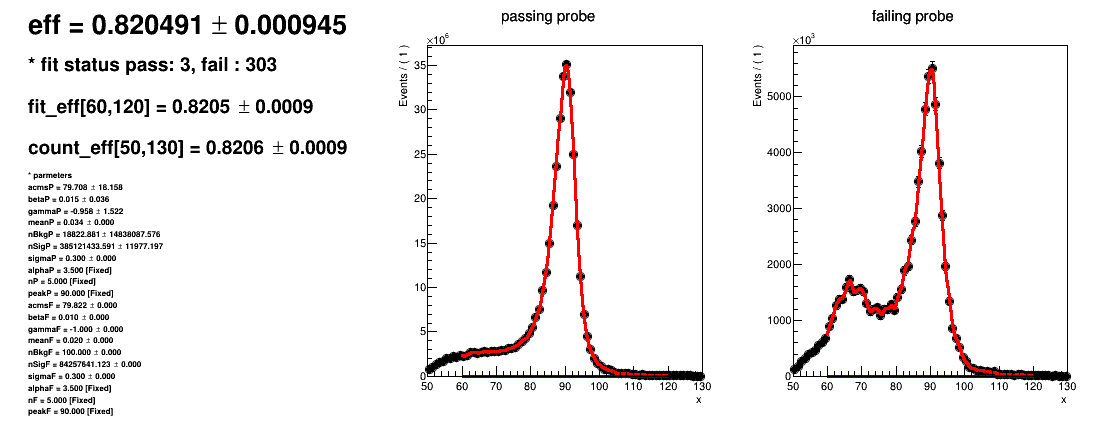 eff = 0.820491 ± 0.000945
* fit status pass: 3, fail : 303
fit_eff[60,120] = 0.8205 ± 0.0009
count_eff[50,130] = 0.8206 ± 0.0009
* parmeters
acmsP = 79.708 ± 18.158
betaP = 0.015 ± 0.036
gammaP = -0.958 ± 1.522
meanP = 0.034 ± 0.000
nBkgP = 18822.881 ± 14838087.576
nSigP = 385121433.591 ± 11977.197
sigmaP = 0.300 ± 0.000
alphaP = 3.500 [Fixed]
nP = 5.000 [Fixed]
peakP = 90.000 [Fixed]
acmsF = 79.822 ± 0.000
betaF = 0.010 ± 0.000
gammaF = -1.000 ± 0.000
meanF = 0.020 ± 0.000
nBkgF = 100.000 ± 0.000
nSigF = 84257641.123 ± 0.000
sigmaF = 0.300 ± 0.000
alphaF = 3.500 [Fixed]
nF = 5.000 [Fixed]
peakF = 90.000 [Fixed]
passing probe
×10⁶
Events / ( 1 )
35
30
25
20
15
10
5
0
50 60 70 80 90 100 110 120 130
x
failing probe
×10³
Events / ( 1 )
5000
4000
3000
2000
1000
0
50 60 70 80 90 100 110 120 130
x